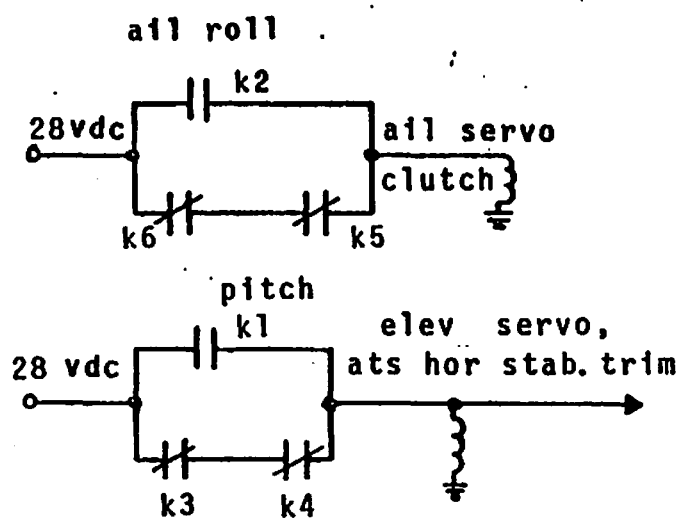 ail roll
k2
28vdc
ail servo
clutch
k6
k5
pitch
k1
elev servo,
28 vdc
ats hor stab. trim
k3
k4